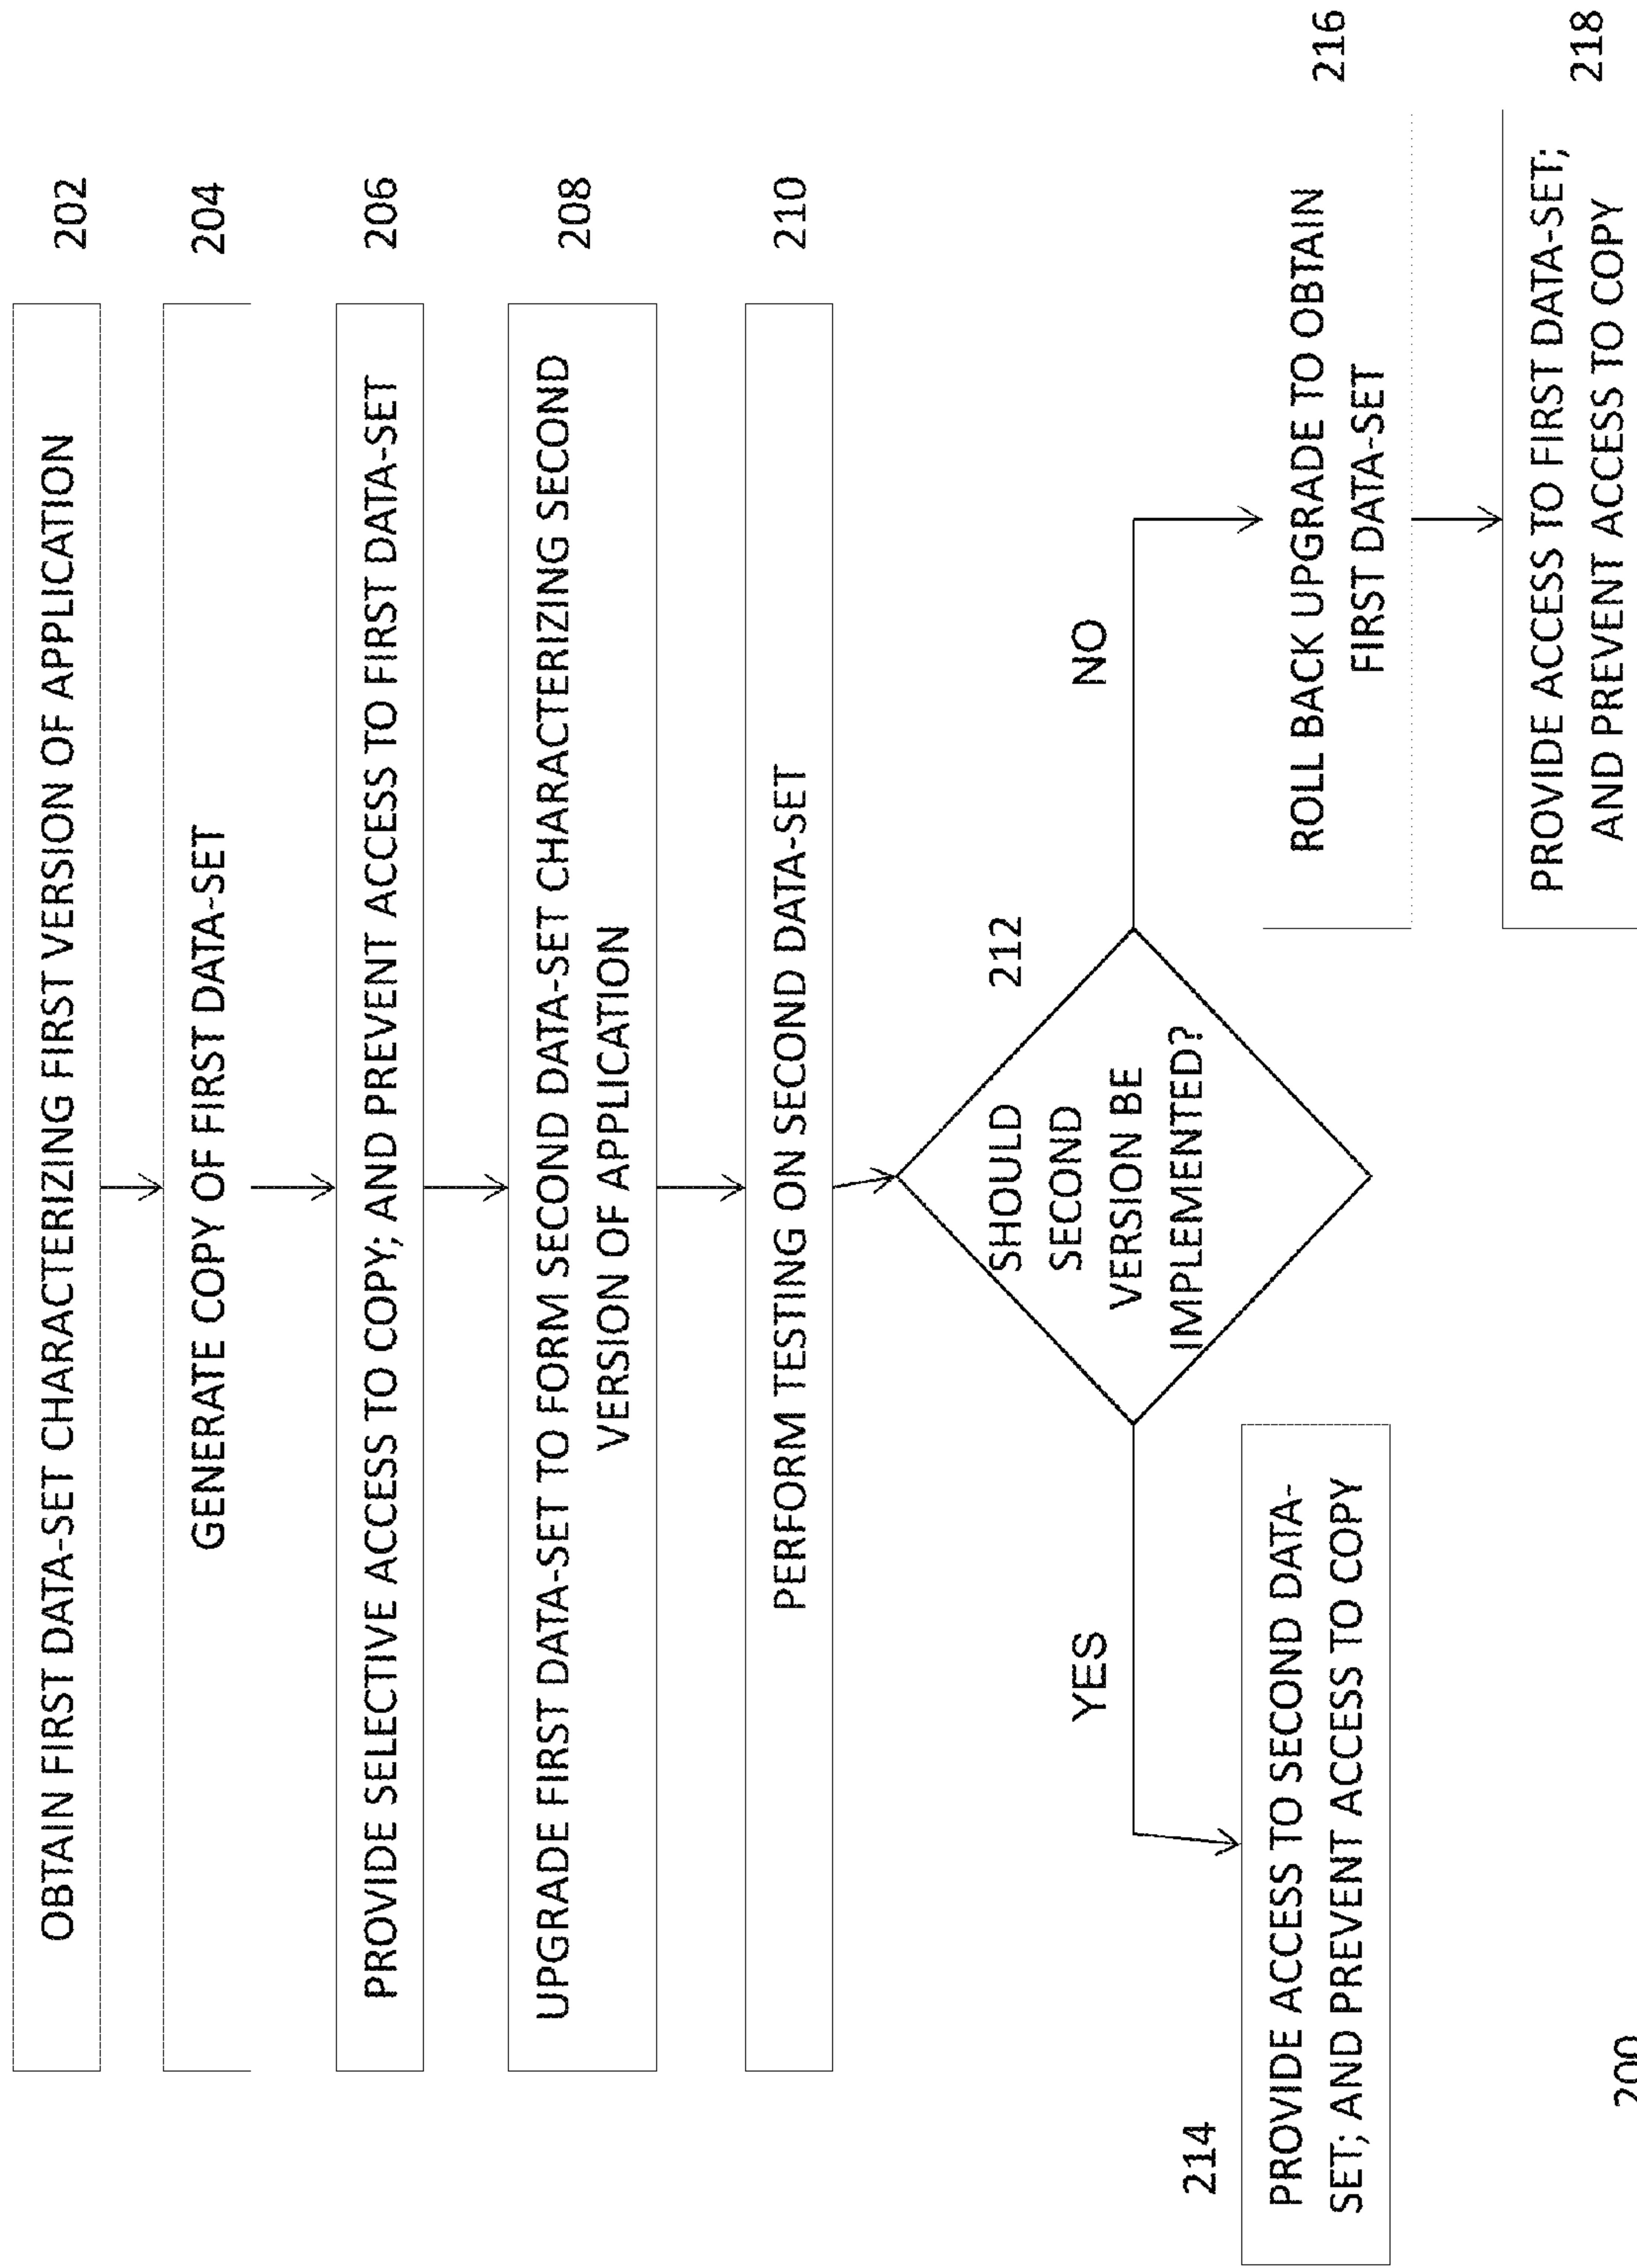 OBTAIN FIRST DATA-SET CHARACTERIZING FIRST VERSION OF APPLICATION
202
GENERATE COPY OF FIRST DATA-SET
204
PROVIDE SELECTIVE ACCESS TO COPY; AND PREVENT ACCESS TO FIRST DATA-SET
206
UPGRADE FIRST DATA-SET TO FORM SECOND DATA-SET CHARACTERIZING SECOND
VERSION OF APPLICATION
208
PERFORM TESTING ON SECOND DATA-SET
210
SHOULD
SECOND
VERSION BE
IMPLEMENTED?
212
YES
NO
214
PROVIDE ACCESS TO SECOND DATA-
SET; AND PREVENT ACCESS TO COPY
ROLL BACK UPGRADE TO OBTAIN
FIRST DATA-SET
216
PROVIDE ACCESS TO FIRST DATA-SET;
AND PREVENT ACCESS TO COPY
218
200